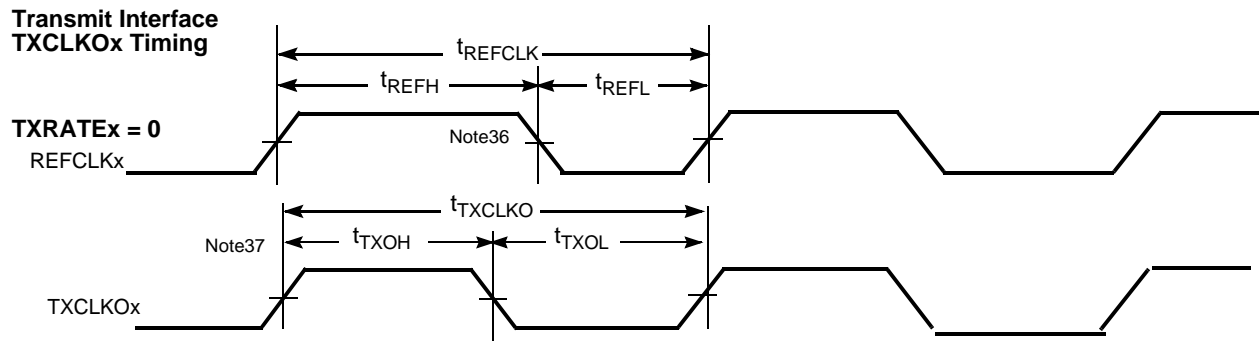 Transmit Interface
TXCLKOx Timing
tREFCLK
tREFH
tREFL
TXRATEx = 0
Note36
REFCLKx
tTXCLKO
Note37
tTXOH
tTXOL
TXCLKOx